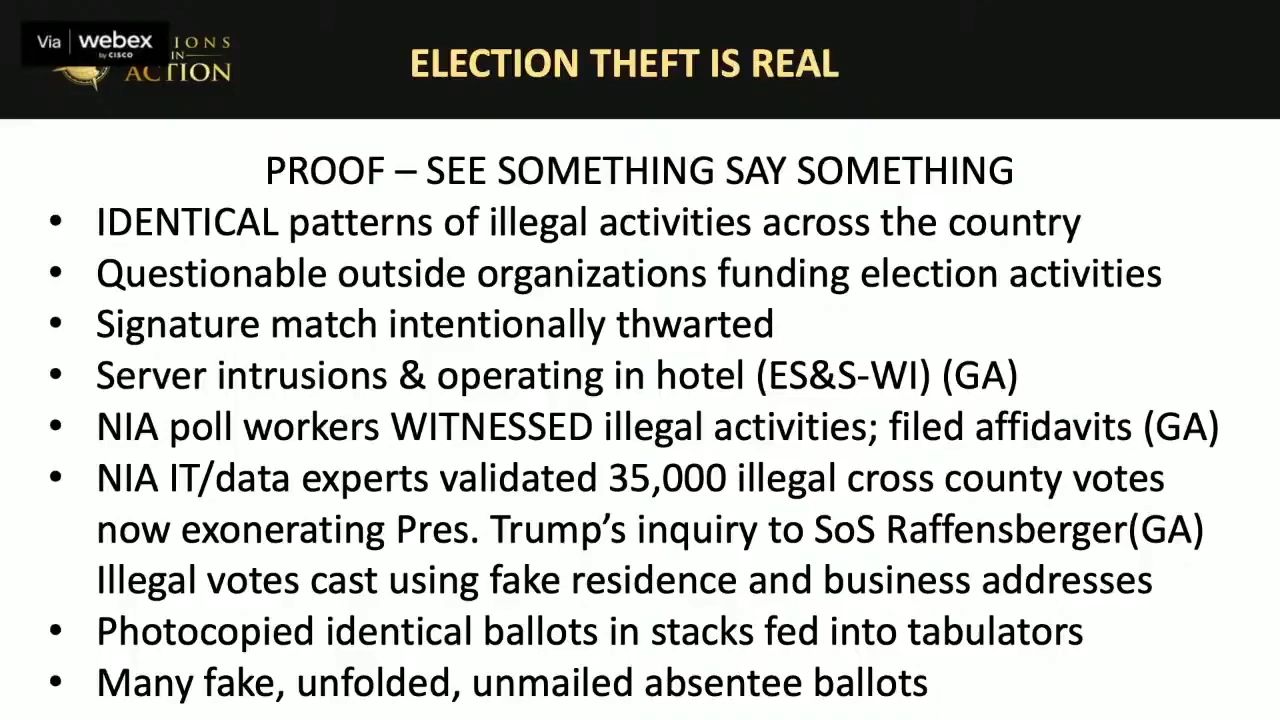 Via webex
by CISCO
IONS
IN
ACTION
ELECTION THEFT IS REAL
PROOF – SEE SOMETHING SAY SOMETHING
• IDENTICAL patterns of illegal activities across the country
• Questionable outside organizations funding election activities
• Signature match intentionally thwarted
• Server intrusions & operating in hotel (ES&S-WI) (GA)
• NIA poll workers WITNESSED illegal activities; filed affidavits (GA)
• NIA IT/data experts validated 35,000 illegal cross county votes
now exonerating Pres. Trump’s inquiry to SoS Raffensberger(GA)
Illegal votes cast using fake residence and business addresses
• Photocopied identical ballots in stacks fed into tabulators
• Many fake, unfolded, unmailed absentee ballots